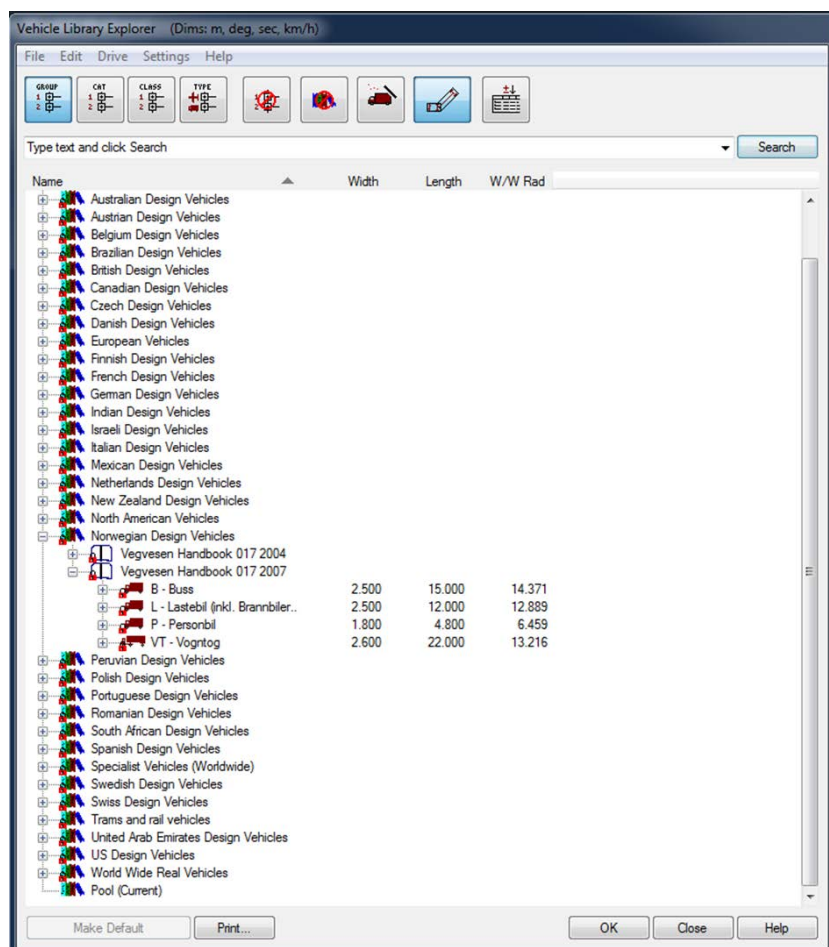 Vehicle Library Explorer (Dims: m, deg, sec, km/h)
File Edit Drive Settings Help
GROUP CAT CLASS TYPE
1 1 1
2 2 2 2
Type text and click Search Search
Name Width Length W/W Rad
Australian Design Vehicles
Austrian Design Vehicles
Belgium Design Vehicles
Brazilian Design Vehicles
British Design Vehicles
Canadian Design Vehicles
Czech Design Vehicles
Danish Design Vehicles
European Vehicles
Finnish Design Vehicles
French Design Vehicles
German Design Vehicles
Indian Design Vehicles
Israeli Design Vehicles
Italian Design Vehicles
Mexican Design Vehicles
Netherlands Design Vehicles
New Zealand Design Vehicles
North American Vehicles
Norwegian Design Vehicles
Vegvesen Handbook 017 2004
Vegvesen Handbook 017 2007
B - Buss 2.500 15.000 14.371
L - Lastebil (inkl. Brannbiler.. 2.500 12.000 12.889
P - Personbil 1.800 4.800 6.459
VT - Vogntog 2.600 22.000 13.216
Peruvian Design Vehicles
Polish Design Vehicles
Portuguese Design Vehicles
Romanian Design Vehicles
South African Design Vehicles
Spanish Design Vehicles
Specialist Vehicles (Worldwide)
Swedish Design Vehicles
Swiss Design Vehicles
Trams and rail vehicles
United Arab Emirates Design Vehicles
US Design Vehicles
World Wide Real Vehicles
Pool (Current)
Make Default Print... OK Close Help